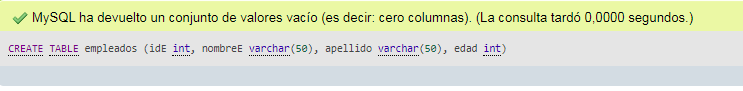 MySQL ha devuelto un conjunto de valores vacío (es decir: cero columnas). (La consulta tardó 0,0000 segundos.)
CREATE TABLE empleados (idE int, nombreE varchar(50), apellido varchar(50), edad int)